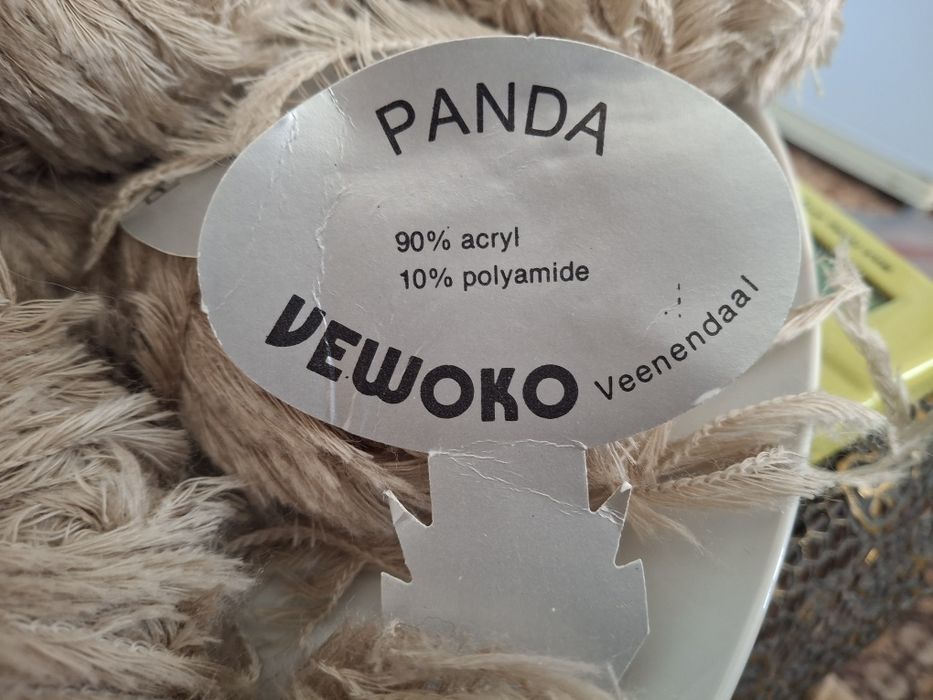 PANDA
90% acryl
10% polyamide
VEWOKO Veenendaal